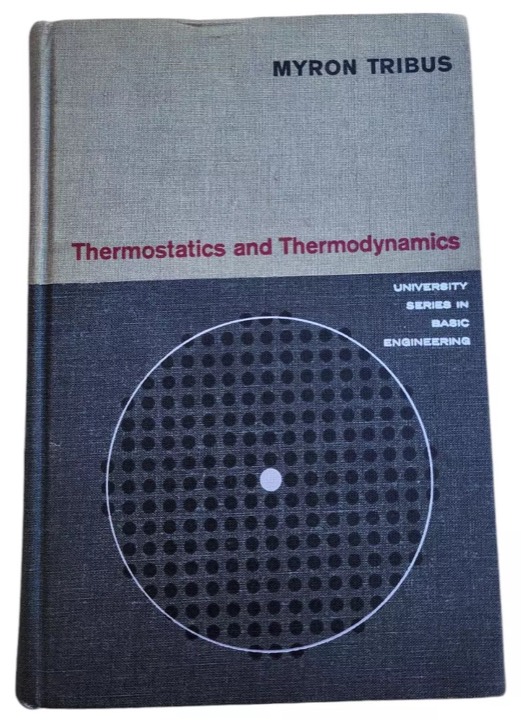 MYRON TRIBUS
Thermostatics and Thermodynamics
UNIVERSITY
SERIES IN
BASIC
ENGINEERING